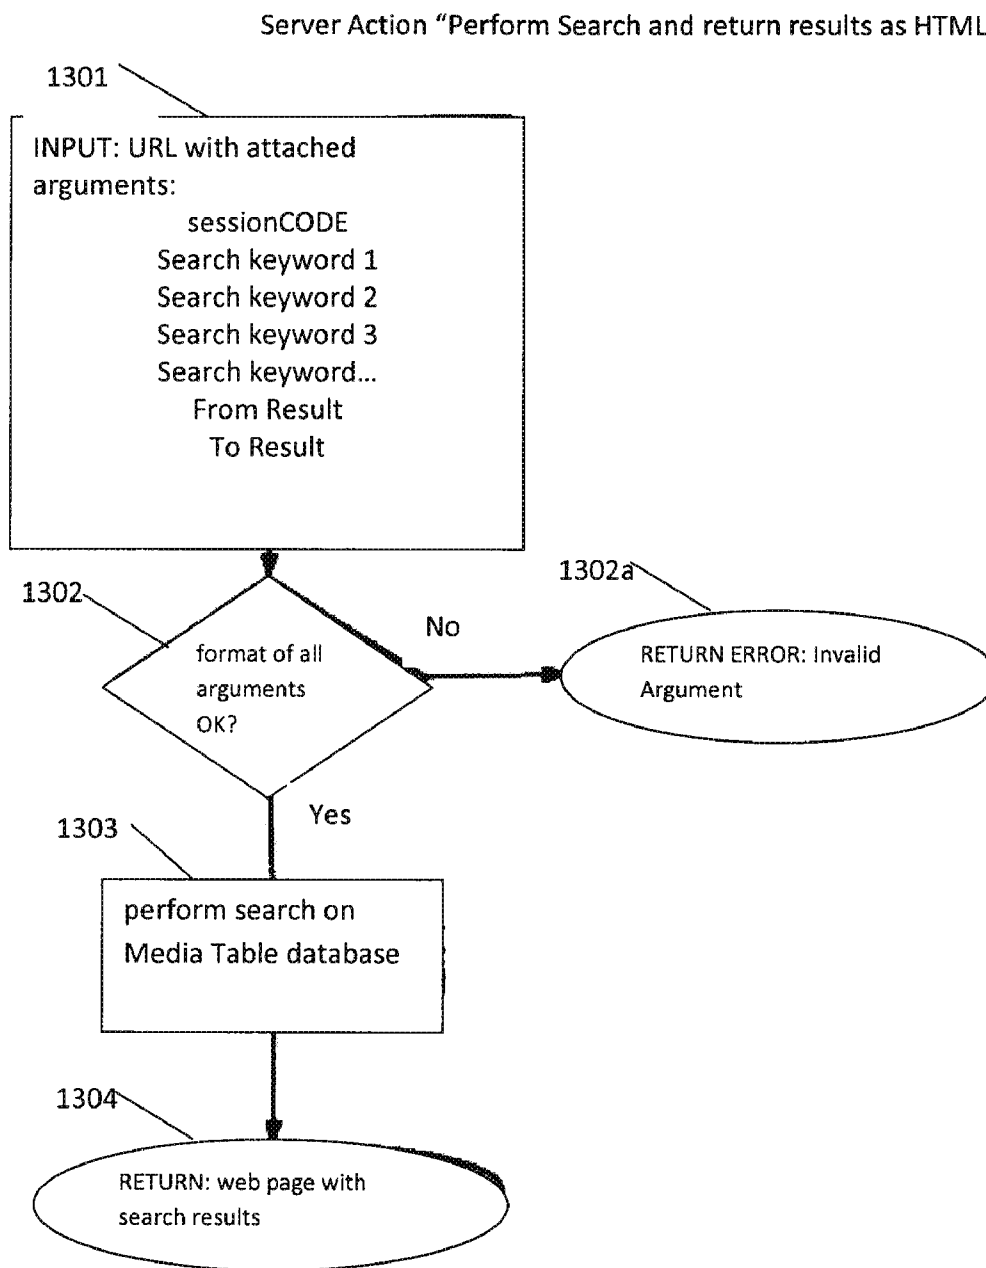 Server Action “Perform Search and return results as HTML
1301
INPUT: URL with attached
arguments:
sessionCODE
Search keyword 1
Search keyword 2
Search keyword 3
Search keyword...
From Result
To Result
1302
1302a
No
format of all
arguments
OK?
RETURN ERROR: Invalid
Argument
Yes
1303
perform search on
Media Table database
1304
RETURN: web page with
search results